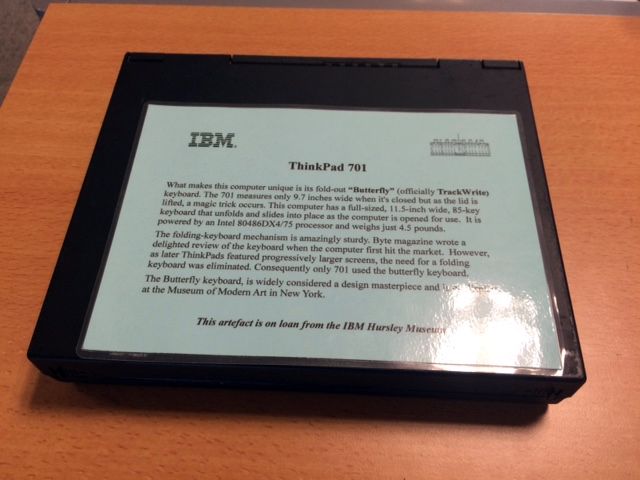 IBM
ThinkPad 701
What makes this computer unique is its fold-out "Butterfly" (officially TrackWrite)
keyboard. The 701 measures only 9.7 inches wide when it's closed but as the lid is
lifted, a magic trick occurs. This computer has a full-sized, 11.5-inch wide, 85-key
keyboard that unfolds and slides into place as the computer is opened for use. It is
powered by an Intel 80486DX4/75 processor and weighs just 4.5 pounds.
The folding-keyboard mechanism is amazingly sturdy. Byte magazine wrote a
delighted review of the keyboard when the computer first hit the market. However,
as later ThinkPads featured progressively larger screens, the need for a folding
keyboard was eliminated. Consequently only 701 used the butterfly keyboard.
The Butterfly keyboard, is widely considered a design masterpiece and
at the Museum of Modern Art in New York.
This artefact is on loan from the IBM Hursley Museum